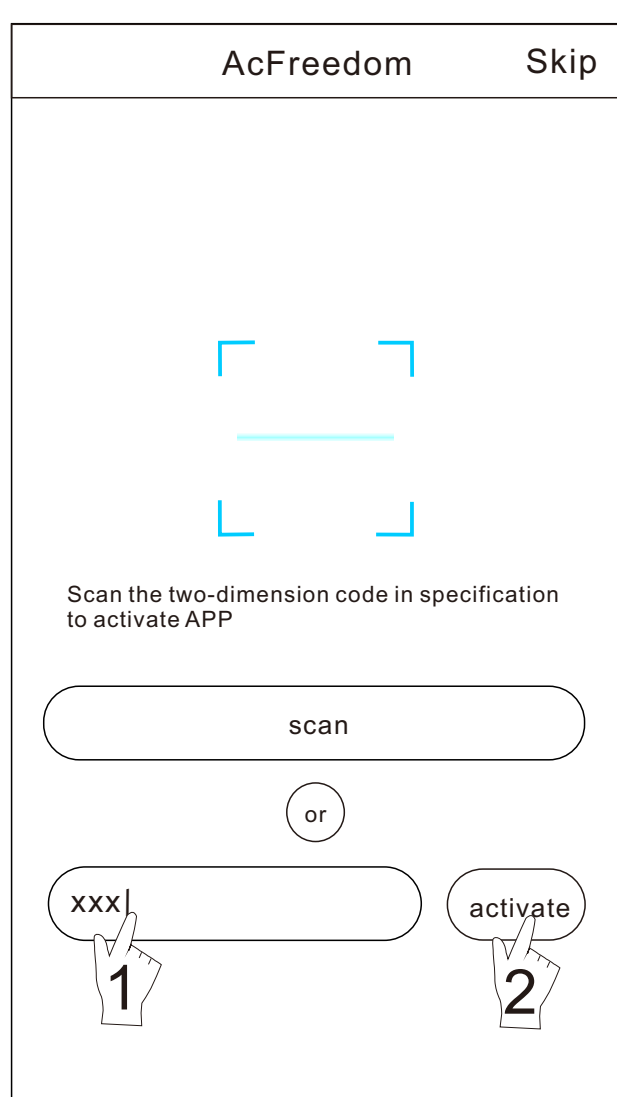 AcFreedom Skip
Scan the two-dimension code in specification
to activate APP
scan
or
xxx activate
1 2